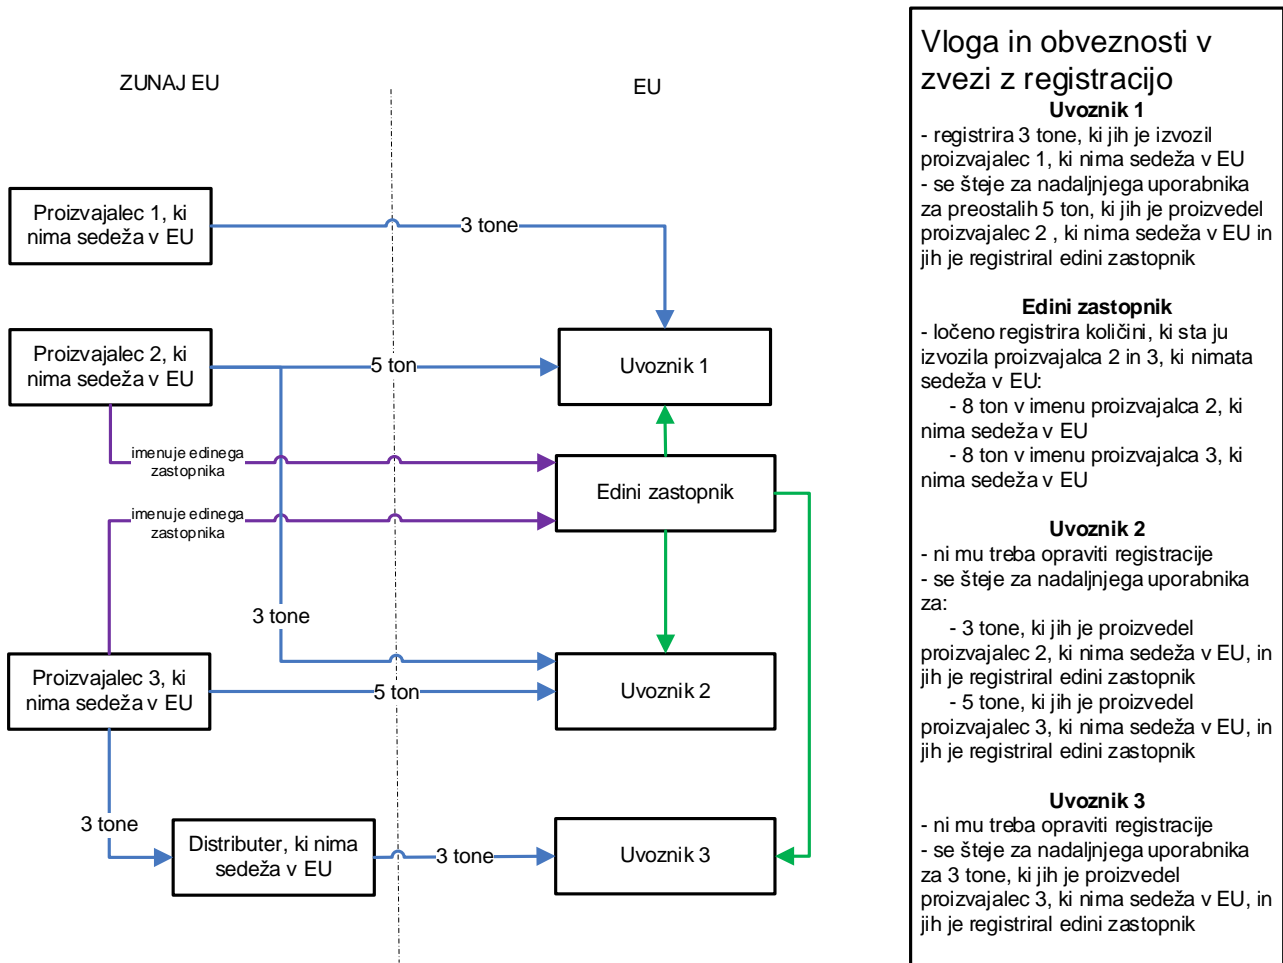 ZUNAJ EU
EU
Proizvajalec 1, ki
nima sedeža v EU
3 tone
Proizvajalec 2, ki
nima sedeža v EU
5 ton
Uvoznik 1
imenuje edinega
zastopnika
Edini zastopnik
imenuje edinega
zastopnika
3 tone
Proizvajalec 3, ki
nima sedeža v EU
5 ton
Uvoznik 2
3 tone
Distributer, ki nima
sedeža v EU
3 tone
Uvoznik 3
Vloga in obveznosti v
zvezi z registracijo
Uvoznik 1
- registrira 3 tone, ki jih je izvozil
proizvajalec 1, ki nima sedeža v EU
- se šteje za nadaljnjega uporabnika
za preostalih 5 ton, ki jih je proizvedel
proizvajalec 2 , ki nima sedeža v EU in
jih je registriral edini zastopnik
Edini zastopnik
- ločeno registrira količini, ki sta ju
izvozila proizvajalca 2 in 3, ki nimata
sedeža v EU:
- 8 ton v imenu proizvajalca 2, ki
nima sedeža v EU
- 8 ton v imenu proizvajalca 3, ki
nima sedeža v EU
Uvoznik 2
- ni mu treba opraviti registracije
- se šteje za nadaljnjega uporabnika
za:
- 3 tone, ki jih je proizvedel
proizvajalec 2, ki nima sedeža v EU, in
jih je registriral edini zastopnik
- 5 tone, ki jih je proizvedel
proizvajalec 3, ki nima sedeža v EU, in
jih je registriral edini zastopnik
Uvoznik 3
- ni mu treba opraviti registracije
- se šteje za nadaljnjega uporabnika
za 3 tone, ki jih je proizvedel
proizvajalec 3, ki nima sedeža v EU, in
jih je registriral edini zastopnik